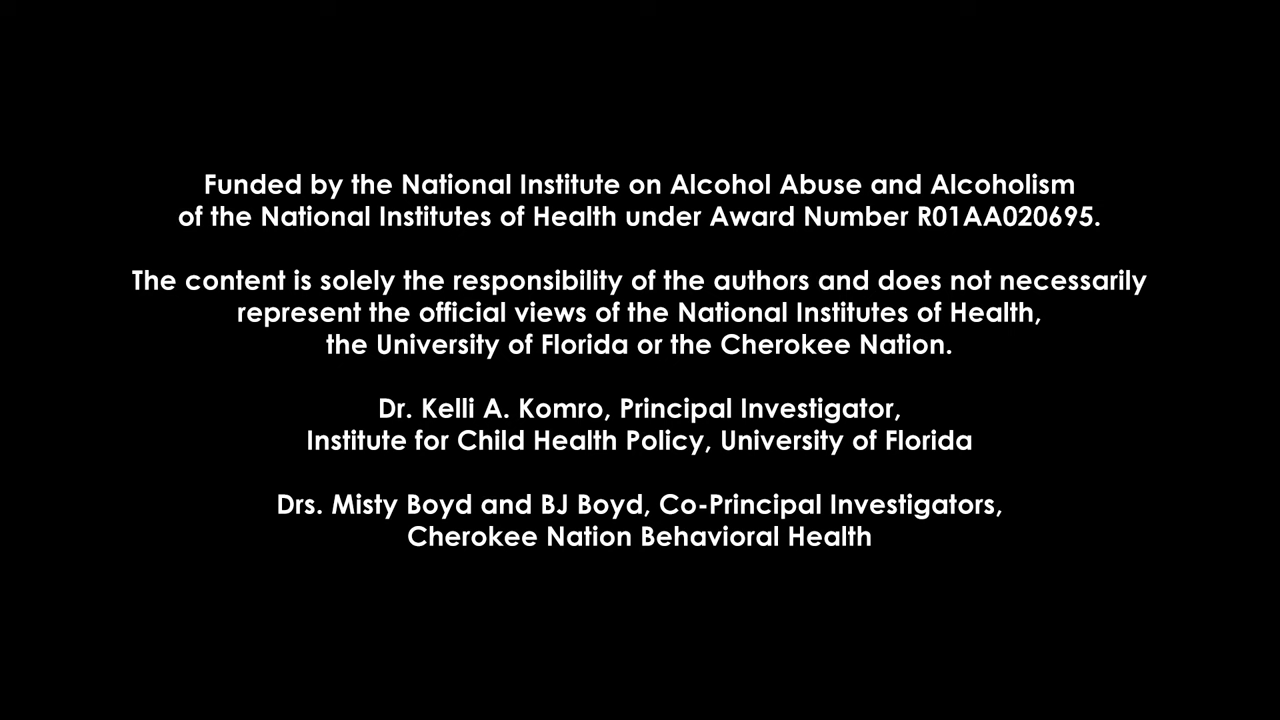 Funded by the National Institute on Alcohol Abuse and Alcoholism
of the National Institutes of Health under Award Number R01AA020695.
The content is solely the responsibility of the authors and does not necessarily
represent the official views of the National Institutes of Health,
the University of Florida or the Cherokee Nation.
Dr. Kelli A. Komro, Principal Investigator,
Institute for Child Health Policy, University of Florida
Drs. Misty Boyd and BJ Boyd, Co-Principal Investigators,
Cherokee Nation Behavioral Health